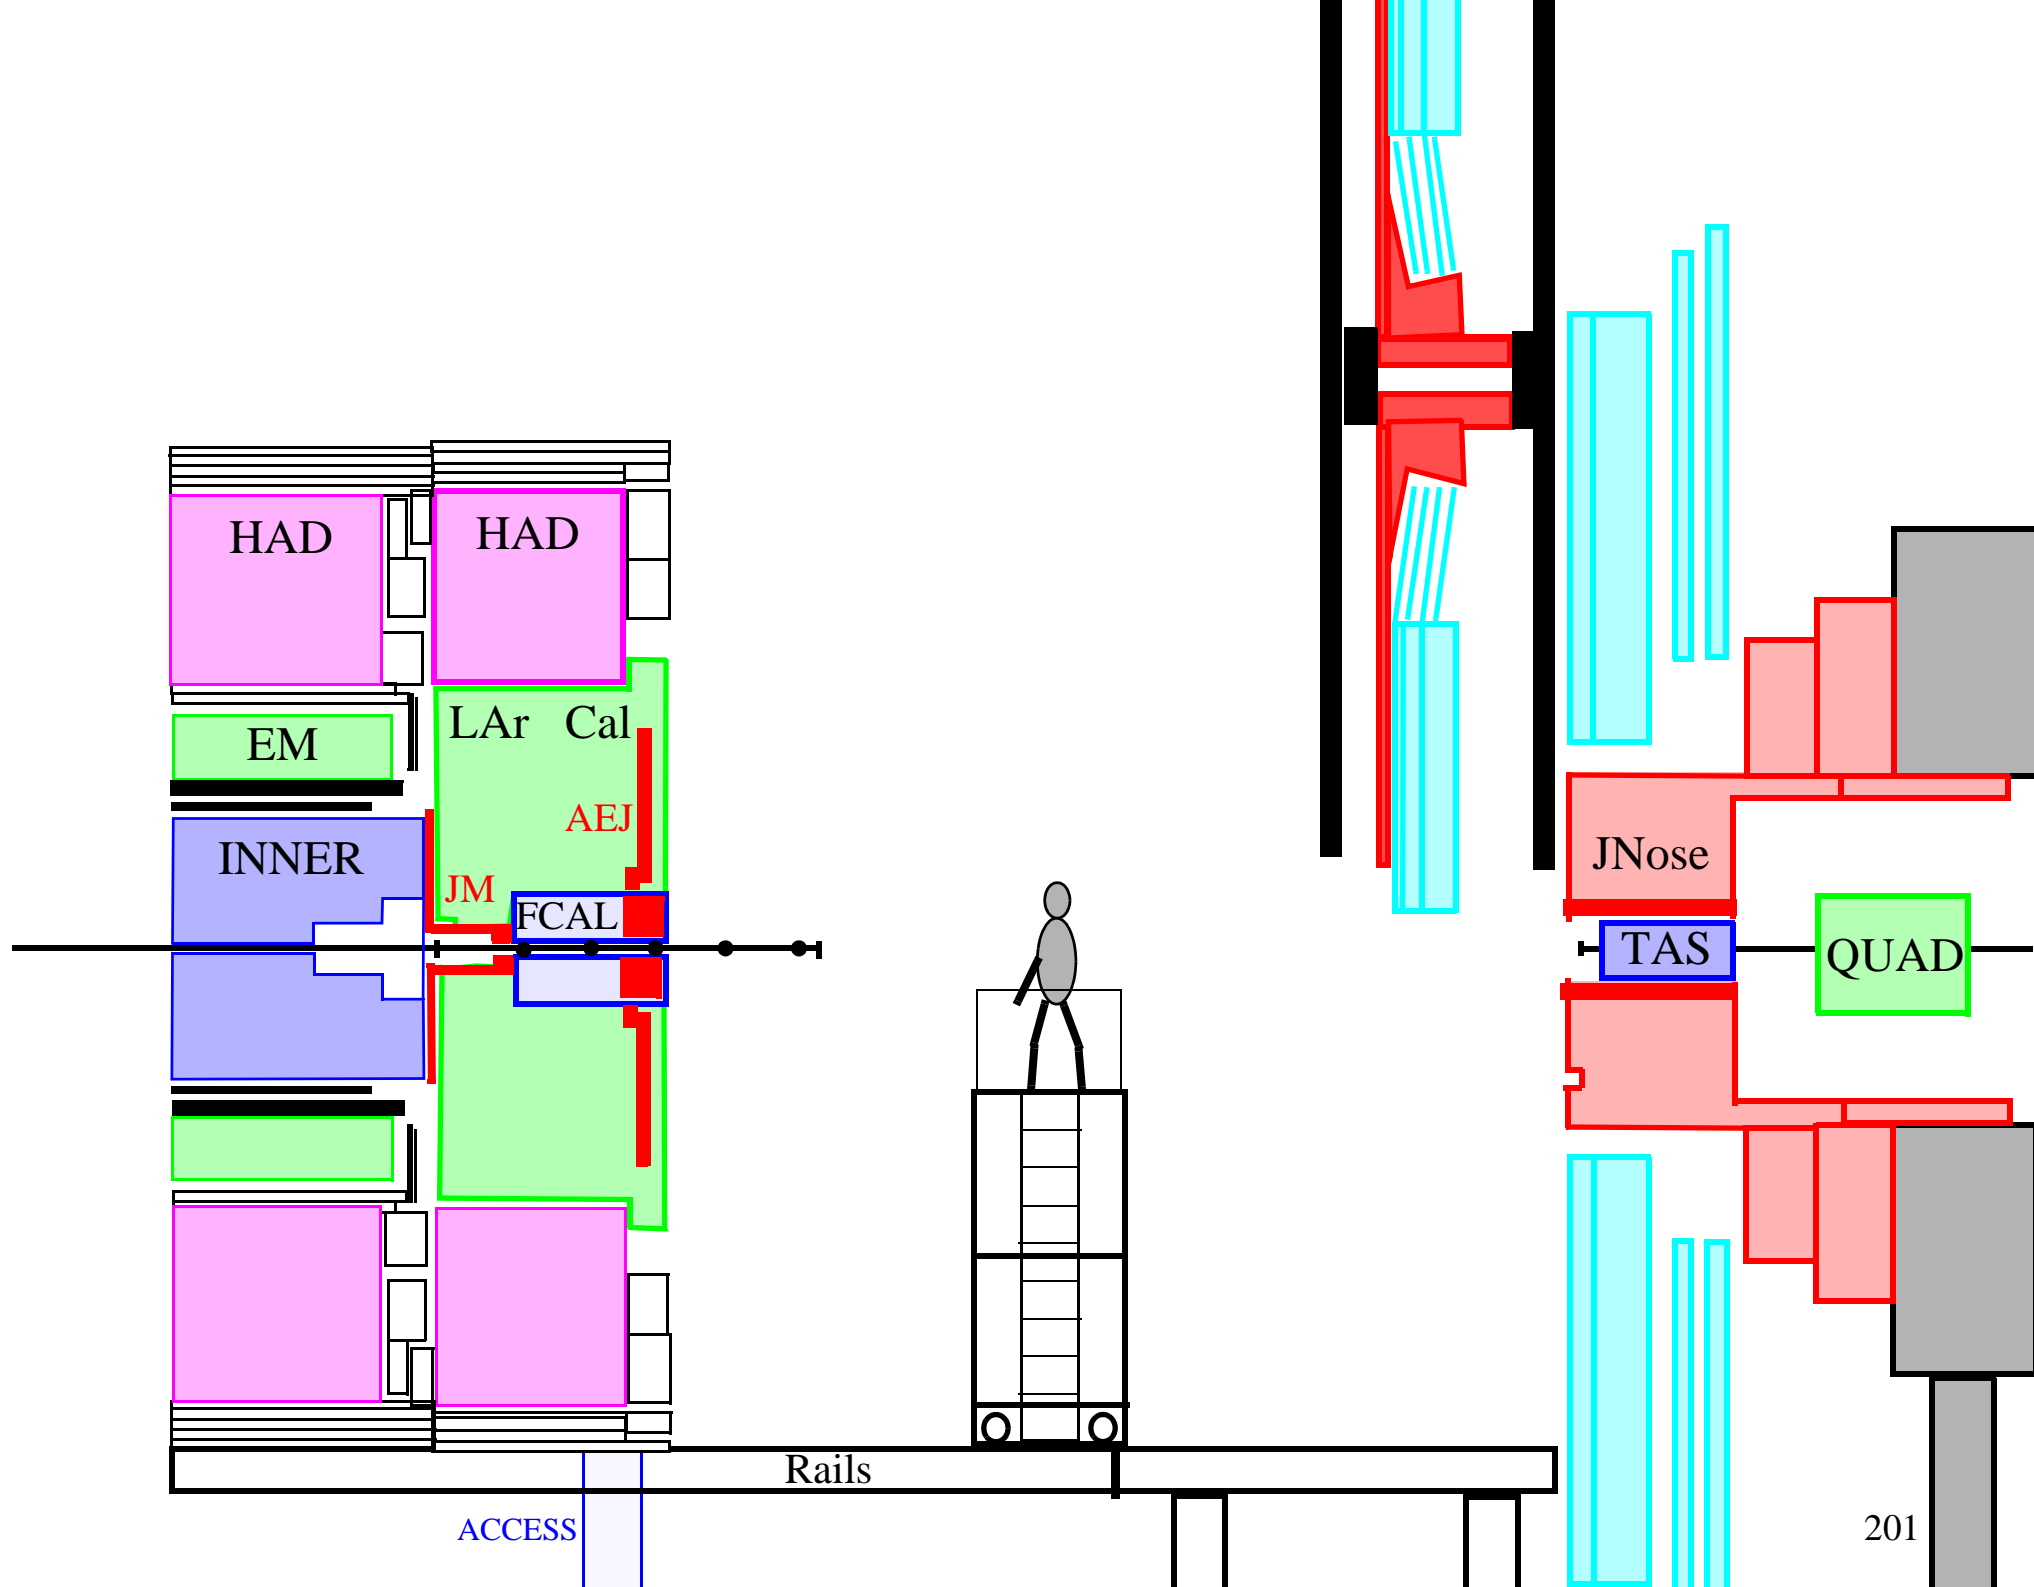 HAD
HAD
LAr Cal
EM
AEJ
INNER
JNose
JM
FCAL
TAS
QUAD
Rails
ACCESS
201